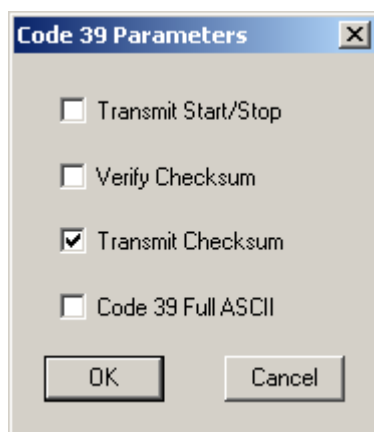 Code 39 Parameters
Transmit Start/Stop
Verify Checksum
Transmit Checksum
Code 39 Full ASCII
OK Cancel